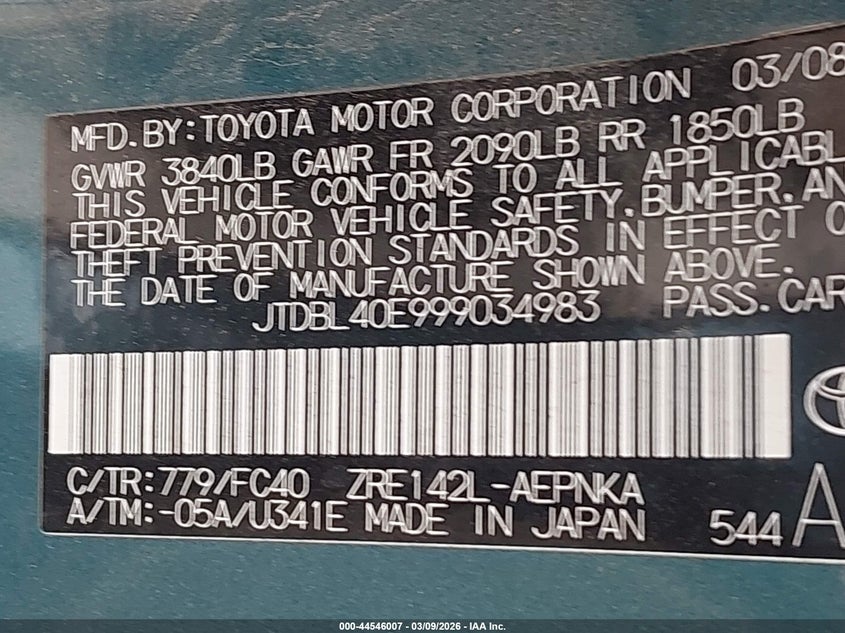 MFD. BY: TOYOTA MOTOR CORPORATION 03/08
GVWR 3840LB GAWR FR 2090LB RR 1850LB
THIS VEHICLE CONFORMS TO ALL APPLICABL
FEDERAL MOTOR VEHICLE SAFETY, BUMPER, AN
THEFT PREVENTION STANDARDS IN EFFECT O
THE DATE OF MANUFACTURE SHOWN ABOVE.
JTDBL40E999034983 PASS. CAR
C/TR: 779/FC40 ZRE142L-AEPNKA
A/TM: -05A/U341E MADE IN JAPAN 544 A
000-44546007 | 03/09/2026 - IAA Inc.